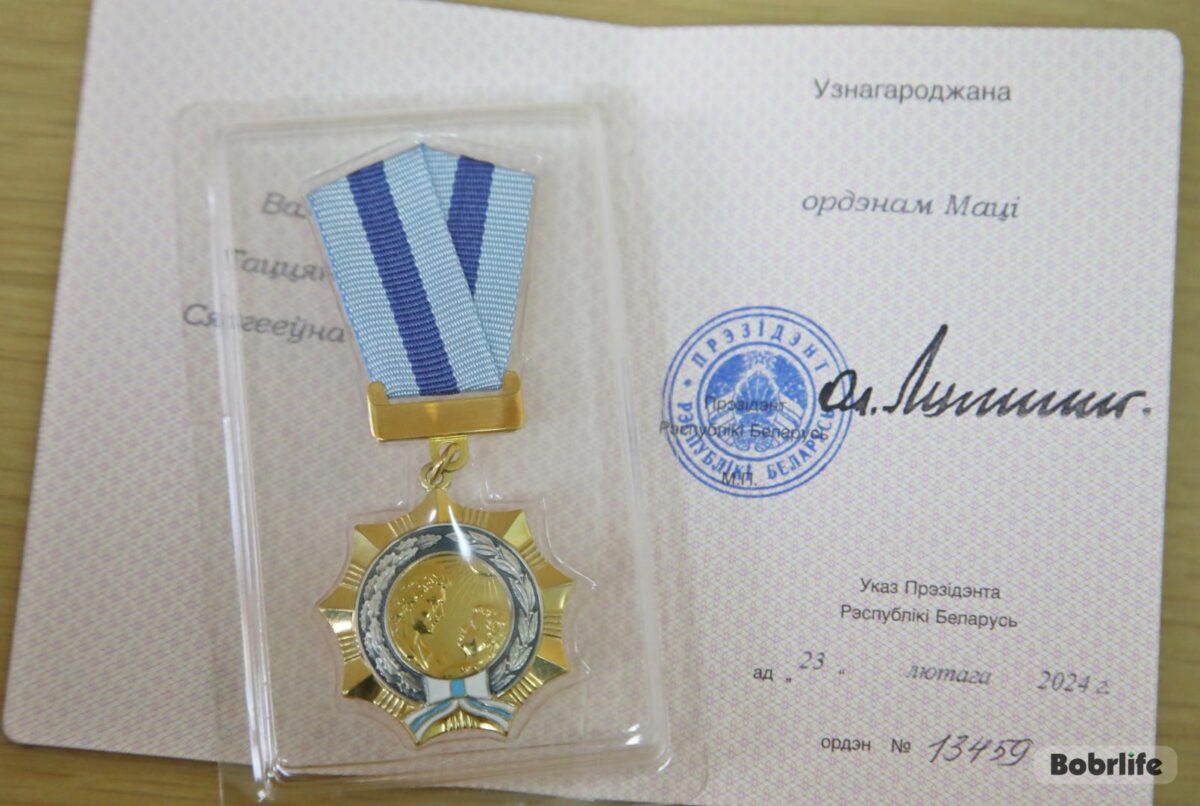 Сяргееўна
Узнагароджана
ордэнам Маці
ПРЭЗІДЭНТ
РЭСПУБЛІКІ БЕЛАРУСЬ
Прэзідэнт
Рэспублікі Беларусь
М.П.
Указ Прэзідэнта
Рэспублікі Беларусь
ад „ 23 “ лютага 2024 г.
ордэн № 13459
Bobrlife